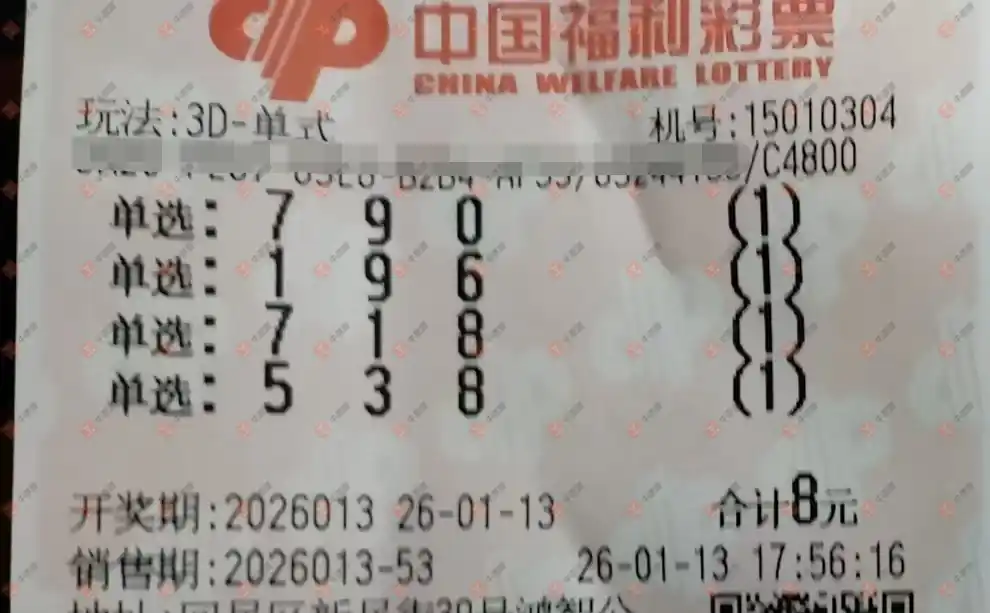 中国福利彩票
CHINA WELFARE LOTTERY
玩法:3D-单式 机号:15010304
/C4800
单选: 7 9 0 (1)
单选: 1 9 6 (1)
单选: 7 1 8 (1)
单选: 5 3 8 (1)
开奖期:2026013 26-01-13 合计8元
销售期:2026013-53 26-01-13 17:56:16